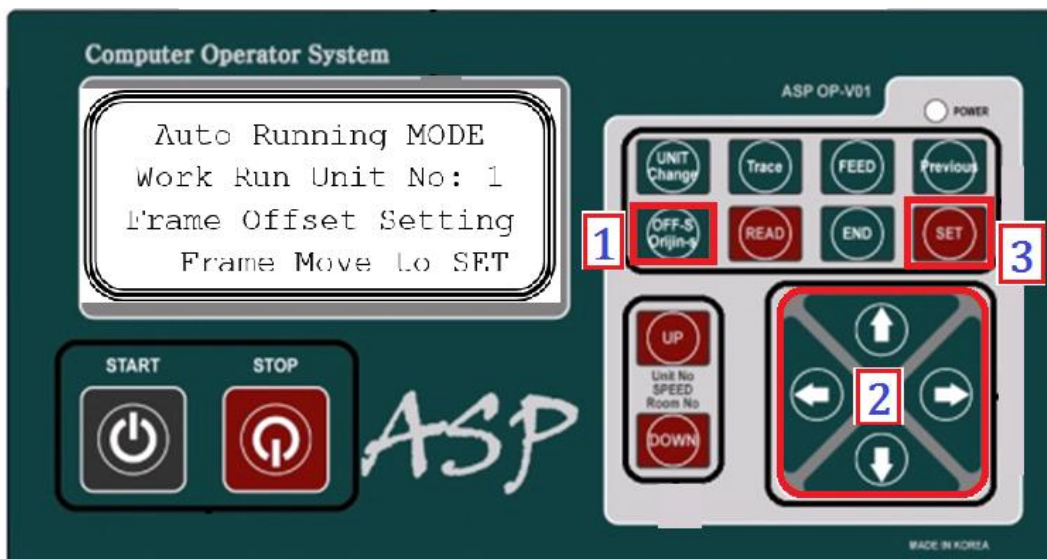 Computer Operator System
Auto Running MODE
Work Run Unit No: 1
Frame Offset Setting
Frame Move to SET
START
STOP
ASP
ASP OP-V01
POWER
UNIT Change
Trace
FEED
Previous
1
OFF-S Orijin-s
READ
END
SET
3
UP
Unit No
SPEED
Room No
DOWN
2
MADE IN KOREA